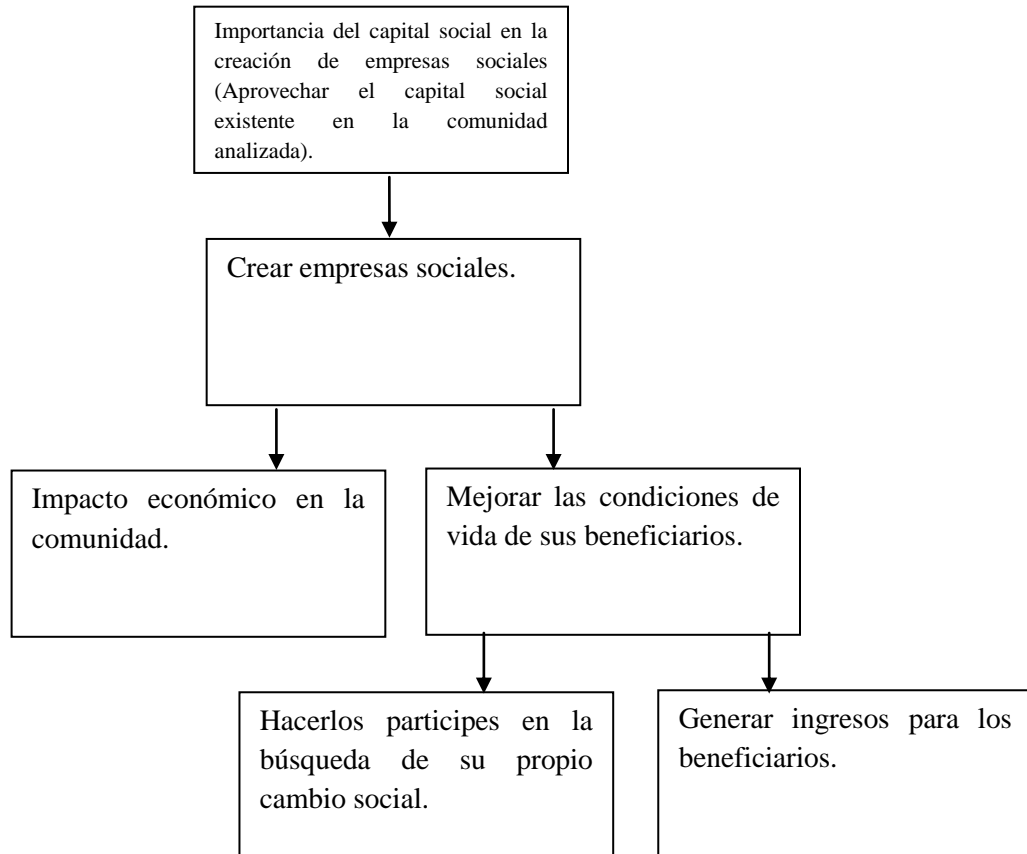 Importancia del capital social en la
creación de empresas sociales
(Aprovechar el capital social
existente en la comunidad
analizada).
Crear empresas sociales.
Impacto económico en la
comunidad.
Mejorar las condiciones de
vida de sus beneficiarios.
Hacerlos participes en la
búsqueda de su propio
cambio social.
Generar ingresos para los
beneficiarios.